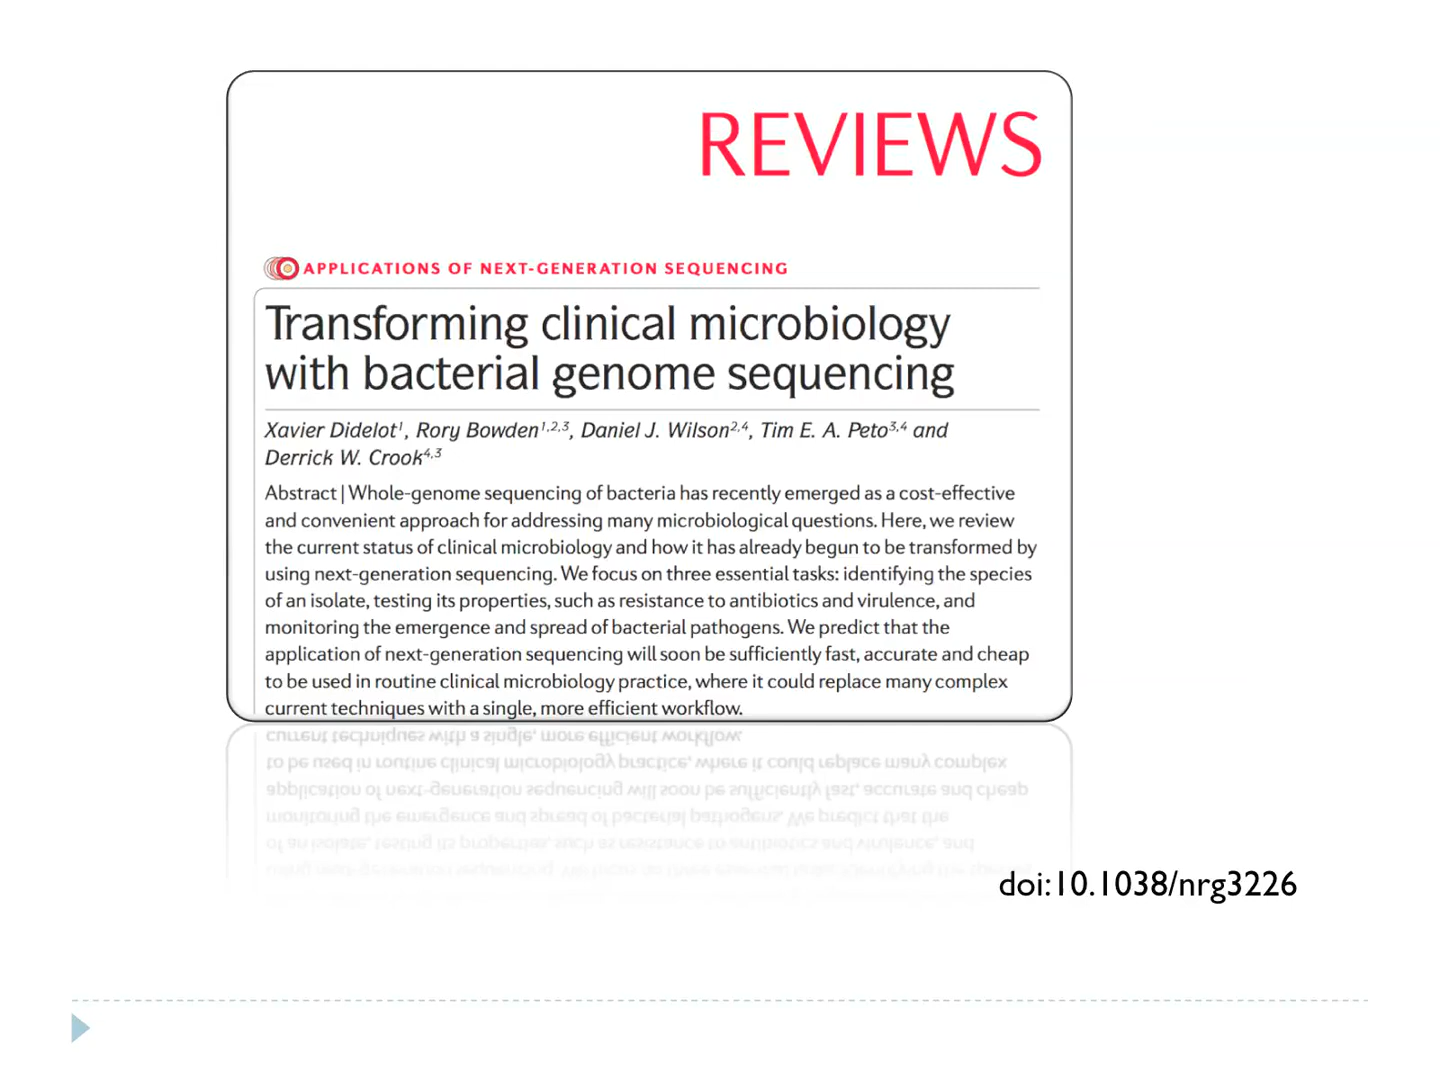 REVIEWS
APPLICATIONS OF NEXT-GENERATION SEQUENCING
Transforming clinical microbiology
with bacterial genome sequencing
Xavier Didelot¹, Rory Bowden¹,²,³, Daniel J. Wilson²,⁴, Tim E. A. Peto³,⁴ and
Derrick W. Crook⁴,³
Abstract | Whole-genome sequencing of bacteria has recently emerged as a cost-effective
and convenient approach for addressing many microbiological questions. Here, we review
the current status of clinical microbiology and how it has already begun to be transformed by
using next-generation sequencing. We focus on three essential tasks: identifying the species
of an isolate, testing its properties, such as resistance to antibiotics and virulence, and
monitoring the emergence and spread of bacterial pathogens. We predict that the
application of next-generation sequencing will soon be sufficiently fast, accurate and cheap
to be used in routine clinical microbiology practice, where it could replace many complex
current techniques with a single, more efficient workflow.
doi:10.1038/nrg3226